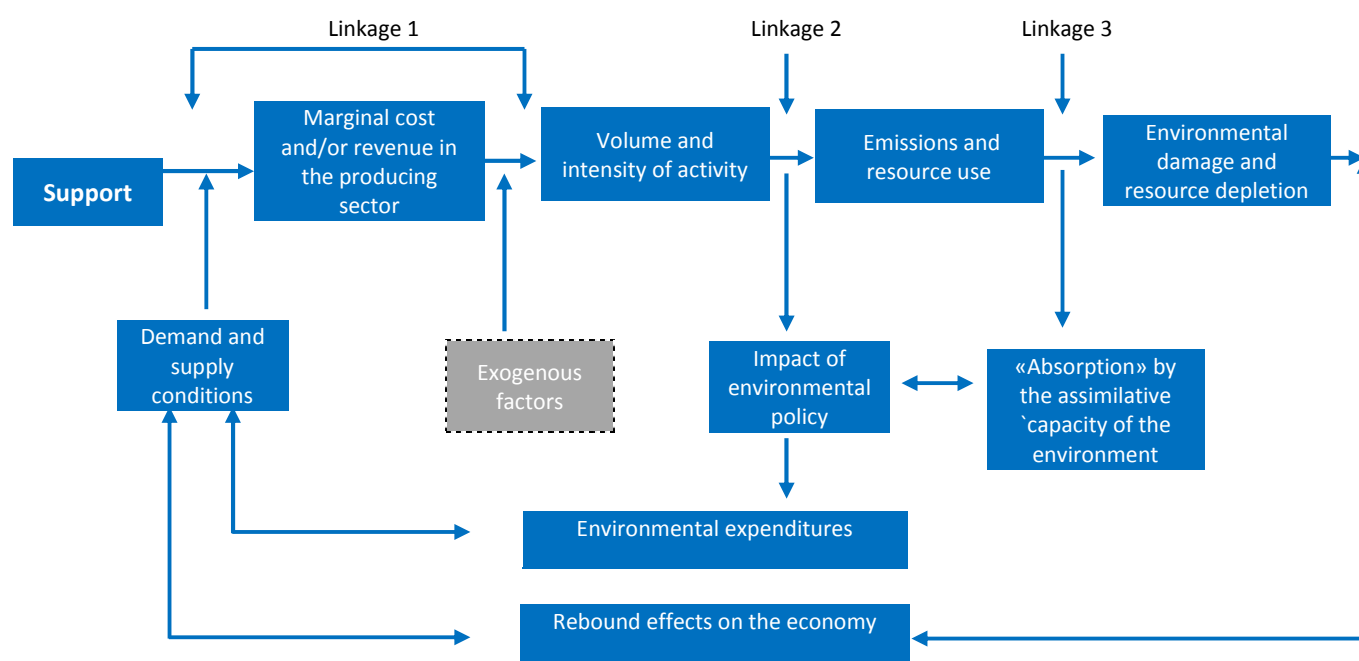 Linkage 1
Linkage 2
Linkage 3
Support
Marginal cost
and/or revenue in
the producing
sector
Volume and
intensity of activity
Emissions and
resource use
Environmental
damage and
resource depletion
Demand and
supply
conditions
Exogenous
factors
Impact of
environmental
policy
«Absorption» by
the assimilative
`capacity of the
environment
Environmental expenditures
Rebound effects on the economy